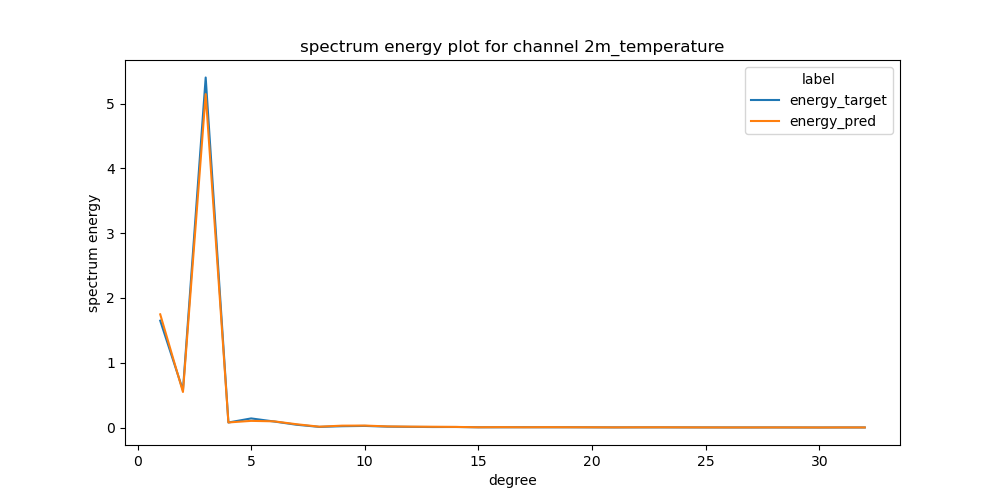 spectrum energy plot for channel 2m_temperature
label
energy_target
energy_pred
spectrum energy
5
4
3
2
1
0
0
5
10
15
20
25
30
degree